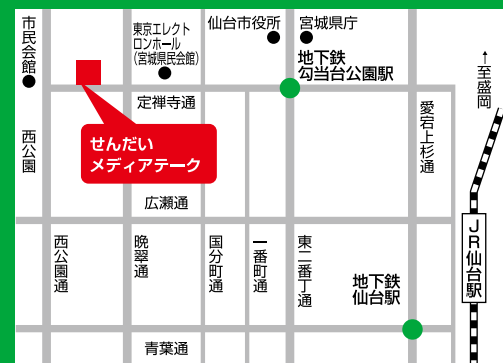 市民会館
東京エレクト
ロンホール
(宮城県民会館)
仙台市役所
宮城県庁
地下鉄
勾当台公園駅
↑至盛岡
定禅寺通
西公園
せんだい
メディアテーク
愛宕上杉通
広瀬通
西公園通
晩翠通
国分町通
一番町通
東二番丁通
JR仙台駅
地下鉄
仙台駅
青葉通